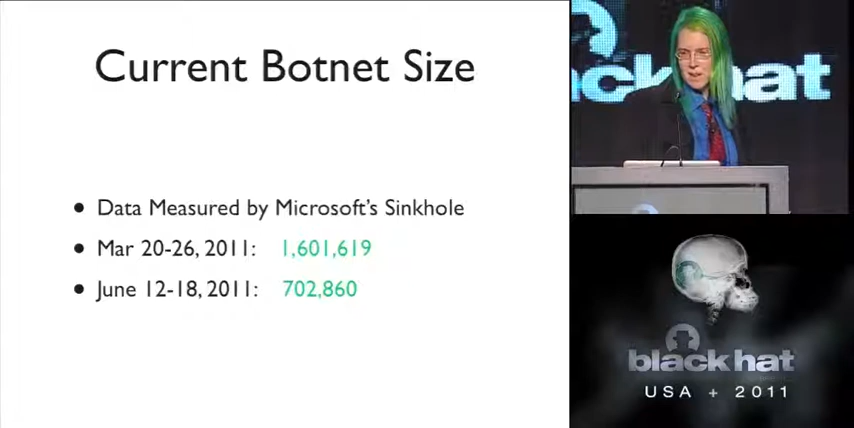 Current Botnet Size
• Data Measured by Microsoft's Sinkhole
• Mar 20-26, 2011: 1,601,619
• June 12-18, 2011: 702,860
black hat
black hat
USA + 2011